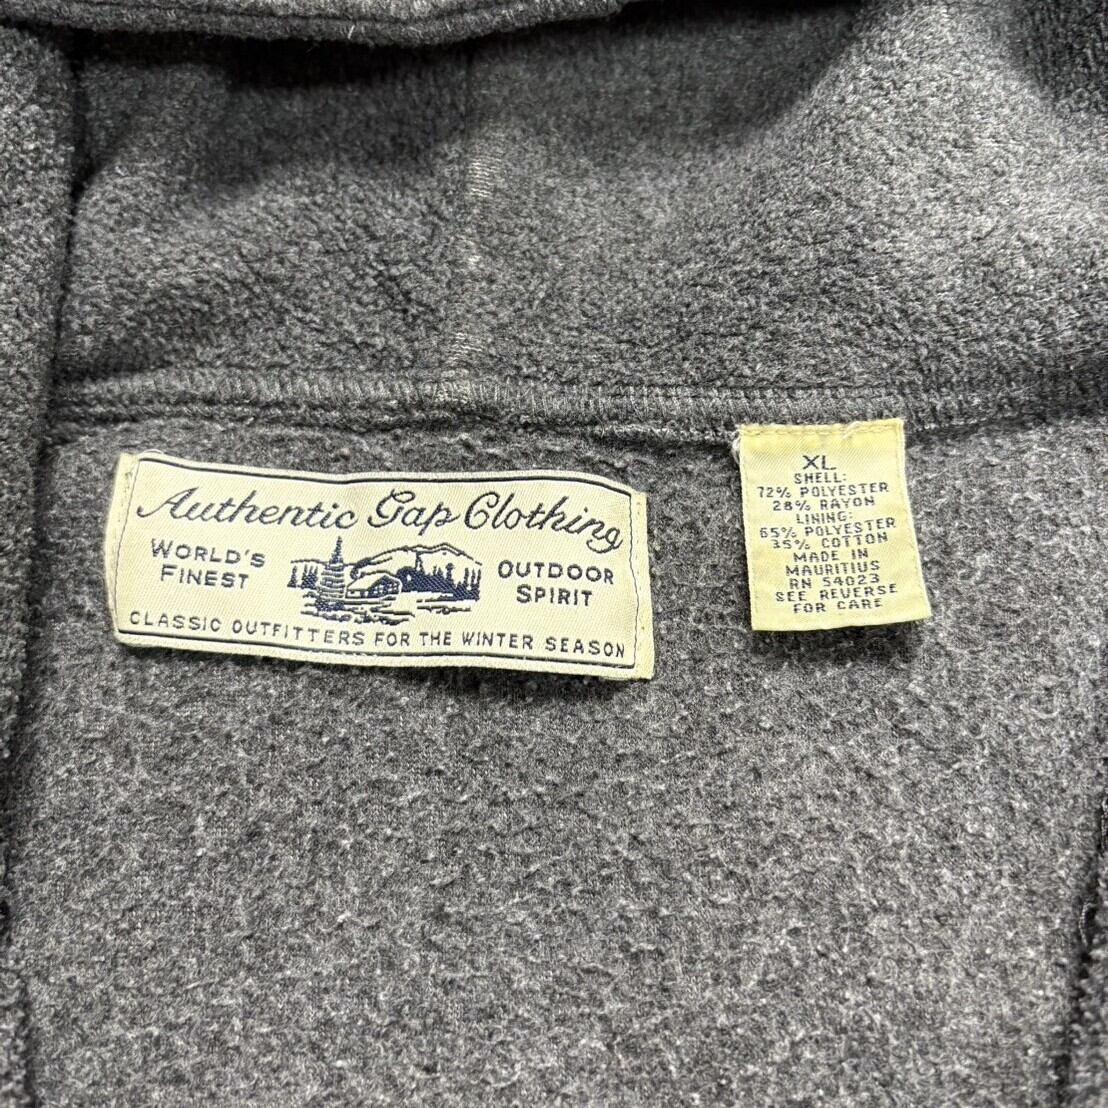 Authentic Gap Clothing
WORLD'S
FINEST
OUTDOOR
SPIRIT
CLASSIC OUTFITTERS FOR THE WINTER SEASON
XL
SHELL:
72% POLYESTER
28% RAYON
LINING:
65% POLYESTER
35% COTTON
MADE IN
MAURITIUS
RN 54023
SEE REVERSE
FOR CARE